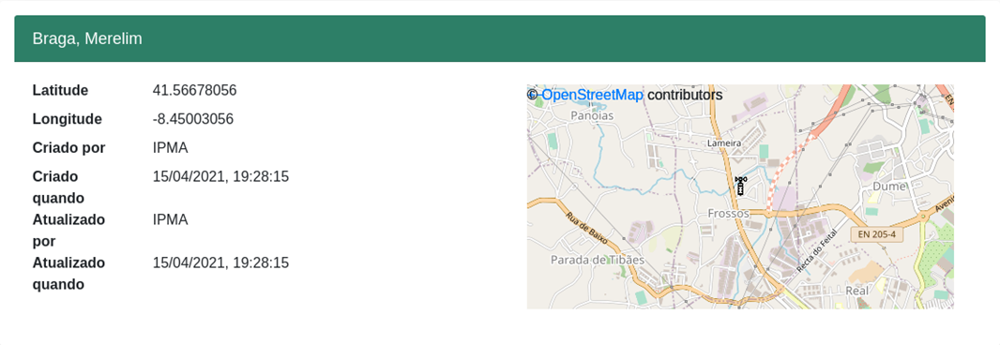 Braga, Merelim
Latitude 41.56678056
Longitude -8.45003056
Criado por IPMA
Criado quando 15/04/2021, 19:28:15
Atualizado por IPMA
Atualizado quando 15/04/2021, 19:28:15
© OpenStreetMap contributors
Panoias
EN
Lameira
Dume
Frossos
Avenid
Rua de Baixo
EN 205-4
Parada de Tibães
Recta do Feital
Real